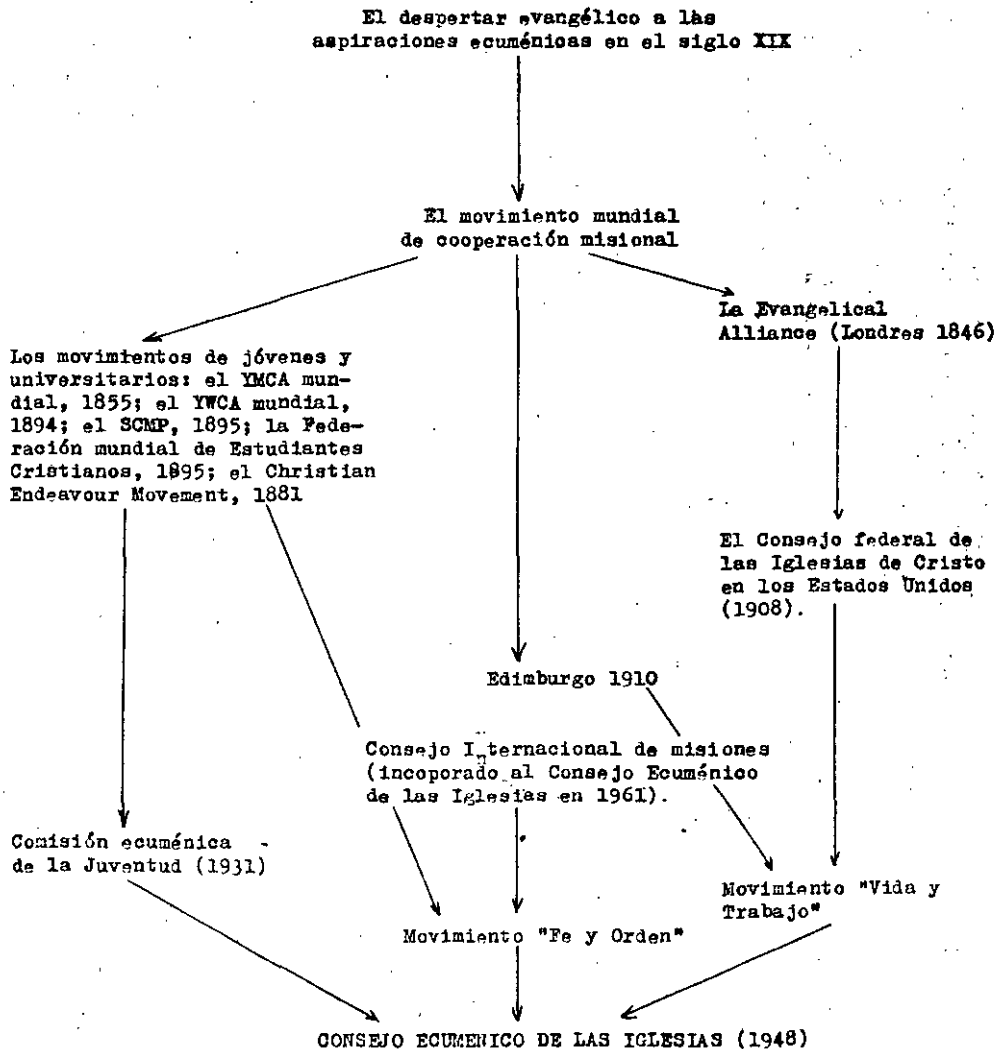 El despertar evangélico a las
aspiraciones ecuménicas en el siglo XIX
El movimiento mundial
de cooperación misional
La Evangelical
Alliance (Londres 1846)
Los movimientos de jóvenes y
universitarios: el YMCA mun-
dial, 1855; el YWCA mundial,
1894; el SCMP, 1895; la Fede-
ración mundial de Estudiantes
Cristianos, 1895; el Christian
Endeavour Movement, 1881
El Consejo federal de
las Iglesias de Cristo
en los Estados Unidos
(1908).
Edimburgo 1910
Consejo Internacional de misiones
(incoporado al Consejo Ecuménico
de las Iglesias en 1961).
Comisión ecuménica -
de la Juventud (1931)
Movimiento "Vida y
Trabajo"
Movimiento "Fe y Orden"
CONSEJO ECUMENICO DE LAS IGLESIAS (1948)